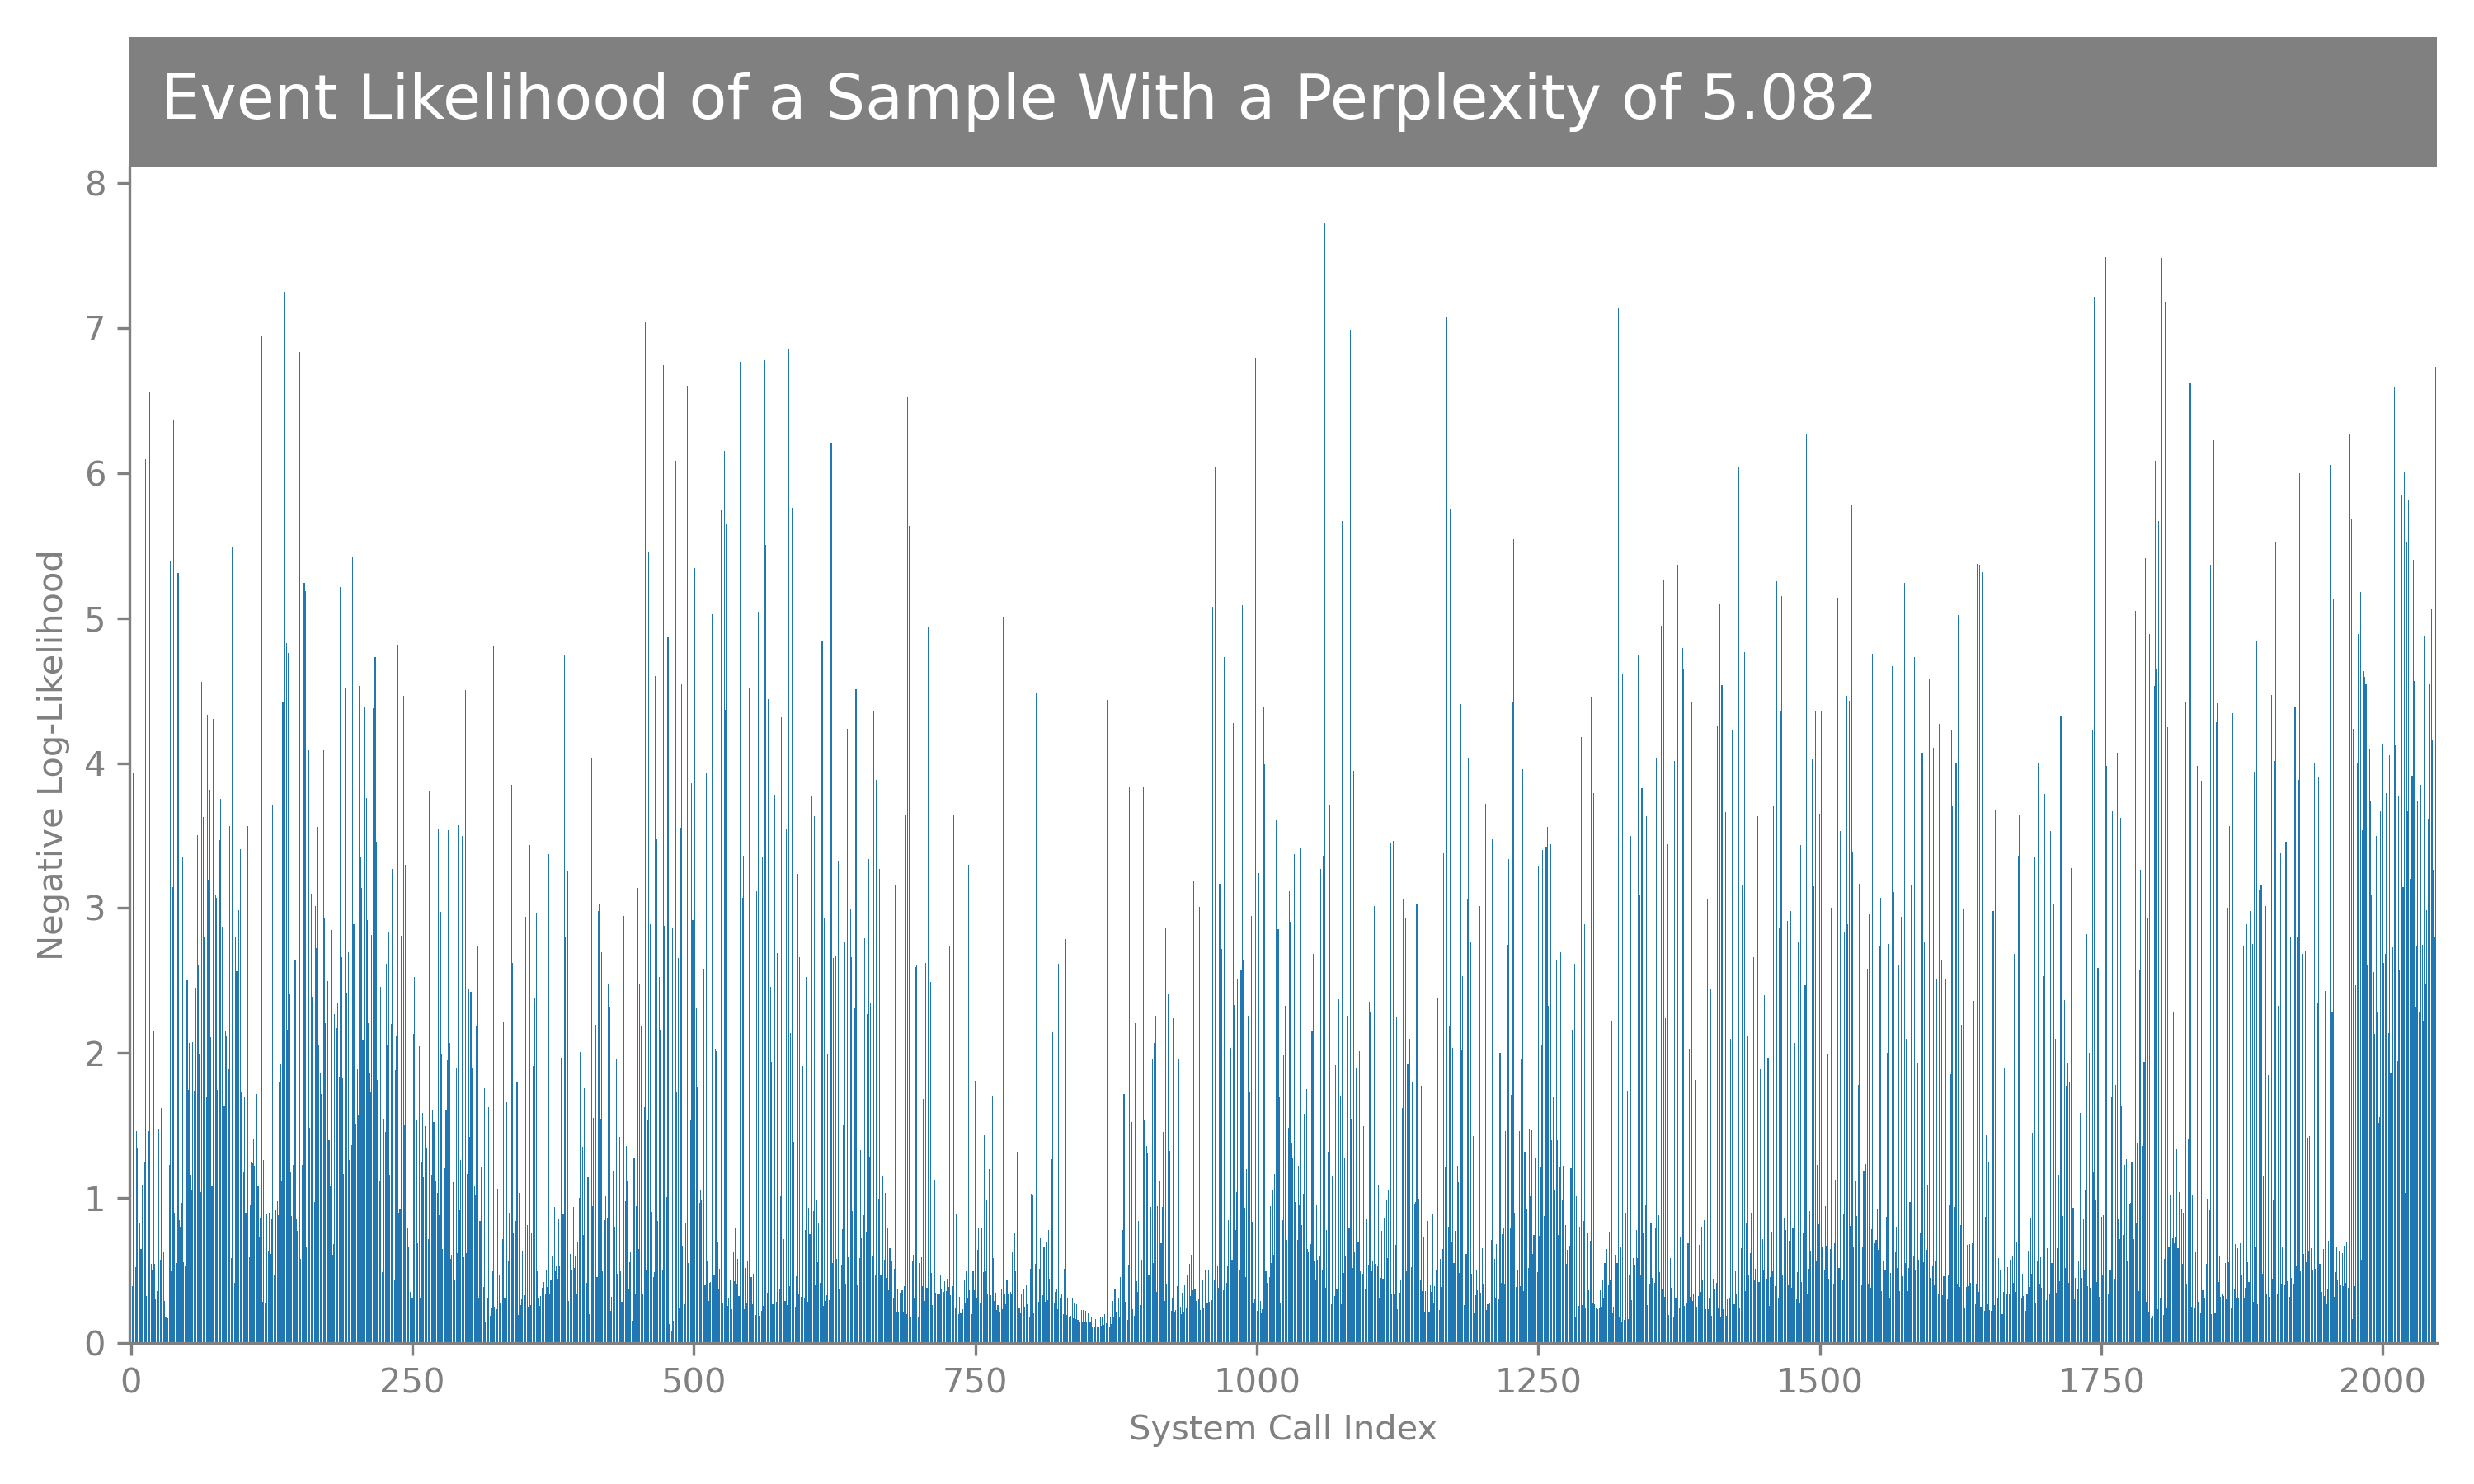 Event Likelihood of a Sample With a Perplexity of 5.082
8
7
6
5
4
3
2
1
0
Negative Log-Likelihood
0 250 500 750 1000 1250 1500 1750 2000
System Call Index